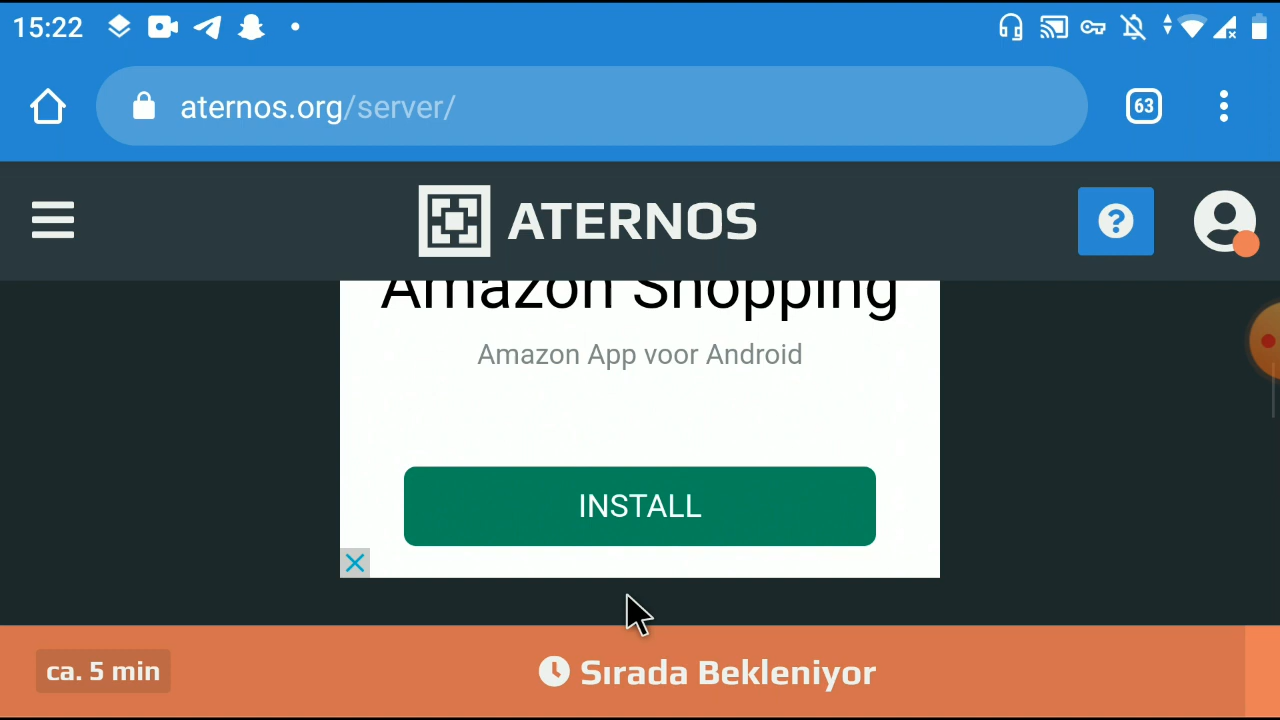 15:22
aternos.org/server/
63
ATERNOS
?
Amazon Shopping
Amazon App voor Android
INSTALL
ca. 5 min
Sırada Bekleniyor